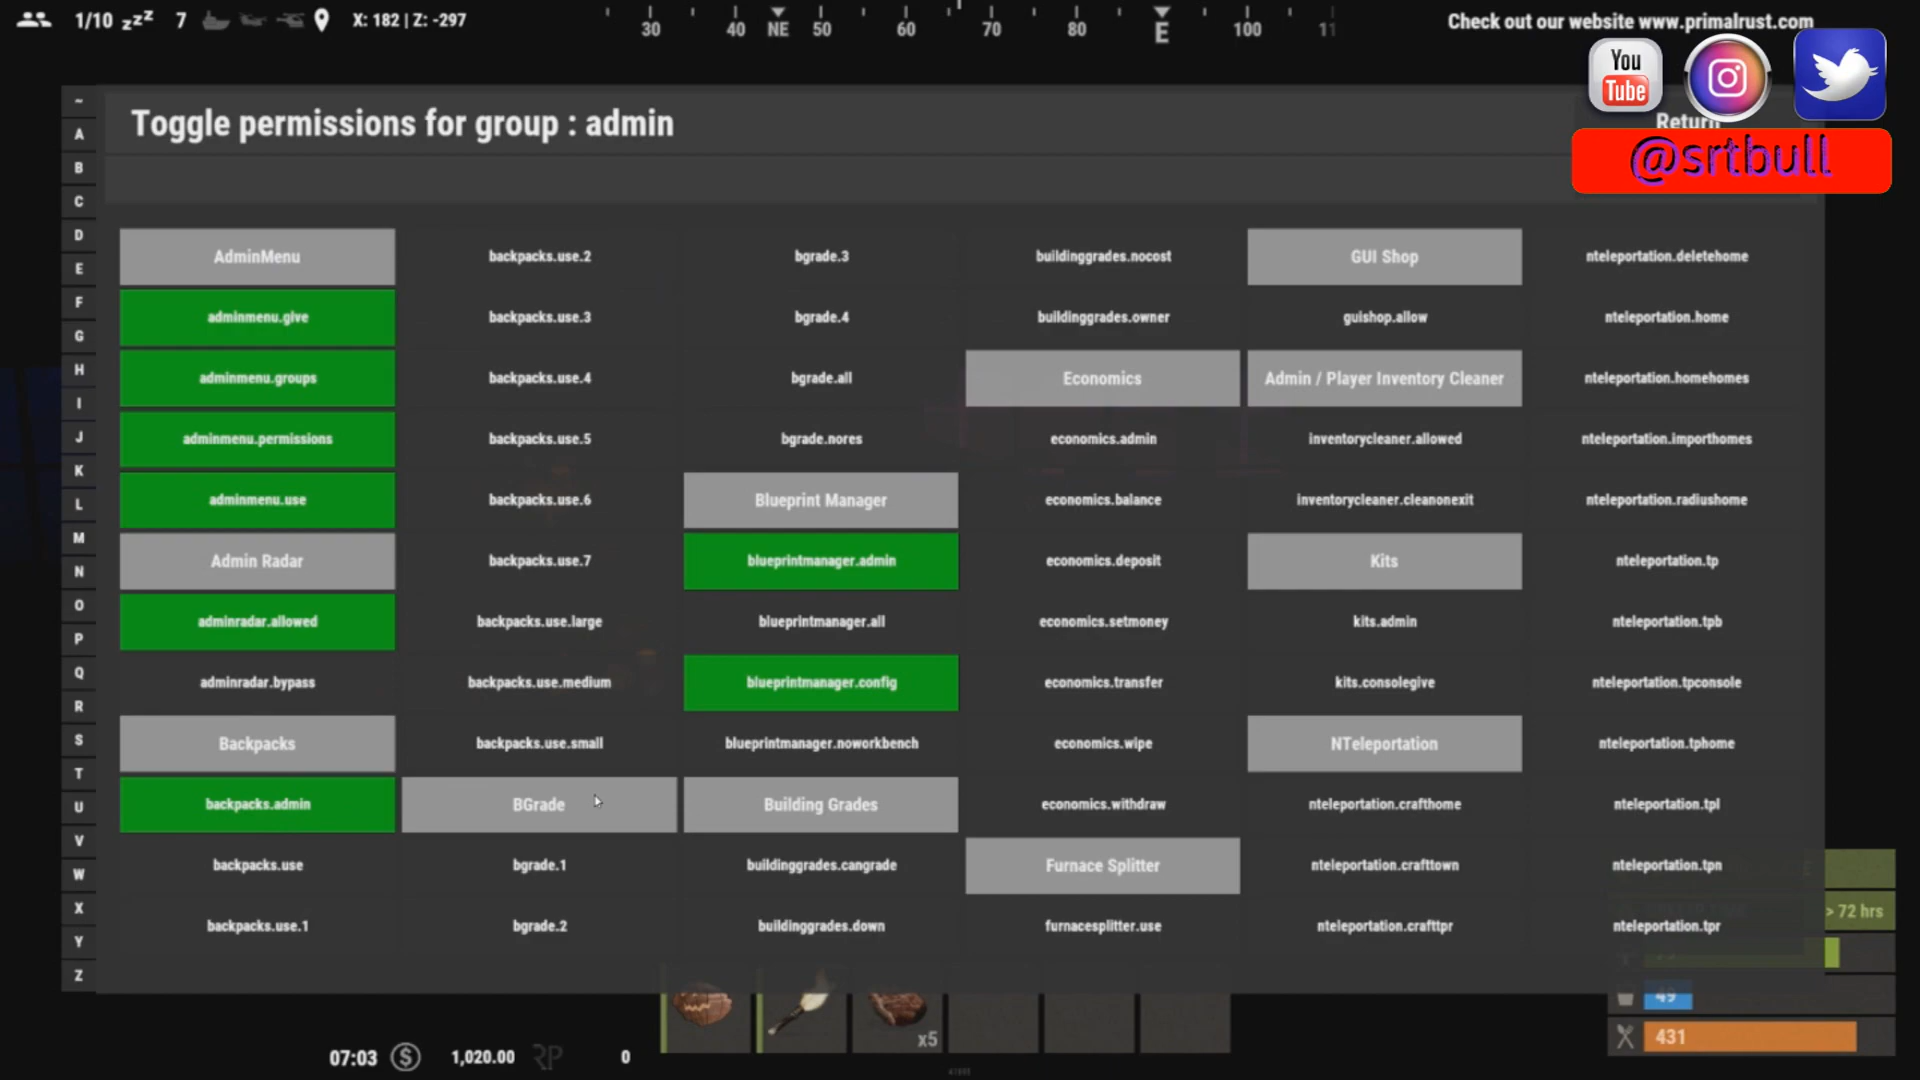 1/10 zzZ 7 X: 182 | Z: -297
30 40 NE 50 60 70 80 E 100
Check out our website www.primalrust.com
You
Tube
Toggle permissions for group : admin
Return
@srtbull
~
A
B
C
D
E
F
G
H
I
J
K
L
M
N
O
P
Q
R
S
T
U
V
W
X
Y
Z
AdminMenu backpacks.use.2 bgrade.3 buildinggrades.nocost GUI Shop nteleportation.deletehome
adminmenu.give backpacks.use.3 bgrade.4 buildinggrades.owner guishop.allow nteleportation.home
adminmenu.groups backpacks.use.4 bgrade.all Economics Admin / Player Inventory Cleaner nteleportation.homehomes
adminmenu.permissions backpacks.use.5 bgrade.nores economics.admin inventorycleaner.allowed nteleportation.importhomes
adminmenu.use backpacks.use.6 Blueprint Manager economics.balance inventorycleaner.cleanonexit nteleportation.radiushome
Admin Radar backpacks.use.7 blueprintmanager.admin economics.deposit Kits nteleportation.tp
adminradar.allowed backpacks.use.large blueprintmanager.all economics.setmoney kits.admin nteleportation.tpb
adminradar.bypass backpacks.use.medium blueprintmanager.config economics.transfer kits.consolegive nteleportation.tpconsole
Backpacks backpacks.use.small blueprintmanager.noworkbench economics.wipe NTeleportation nteleportation.tphome
backpacks.admin BGrade Building Grades economics.withdraw nteleportation.crafthome nteleportation.tpl
backpacks.use bgrade.1 buildinggrades.cangrade Furnace Splitter nteleportation.crafttown nteleportation.tpn
backpacks.use.1 bgrade.2 buildinggrades.down furnacesplitter.use nteleportation.crafttpr nteleportation.tpr
> 72 hrs
49
x5
431
07:03 $ 1,020.00 RP 0